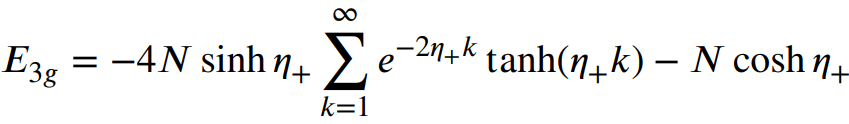 E_{3g} = -4N \sinh \eta_+ \sum_{k=1}^{\infty} e^{-2\eta_+ k} \tanh(\eta_+ k) - N \cosh \eta_+